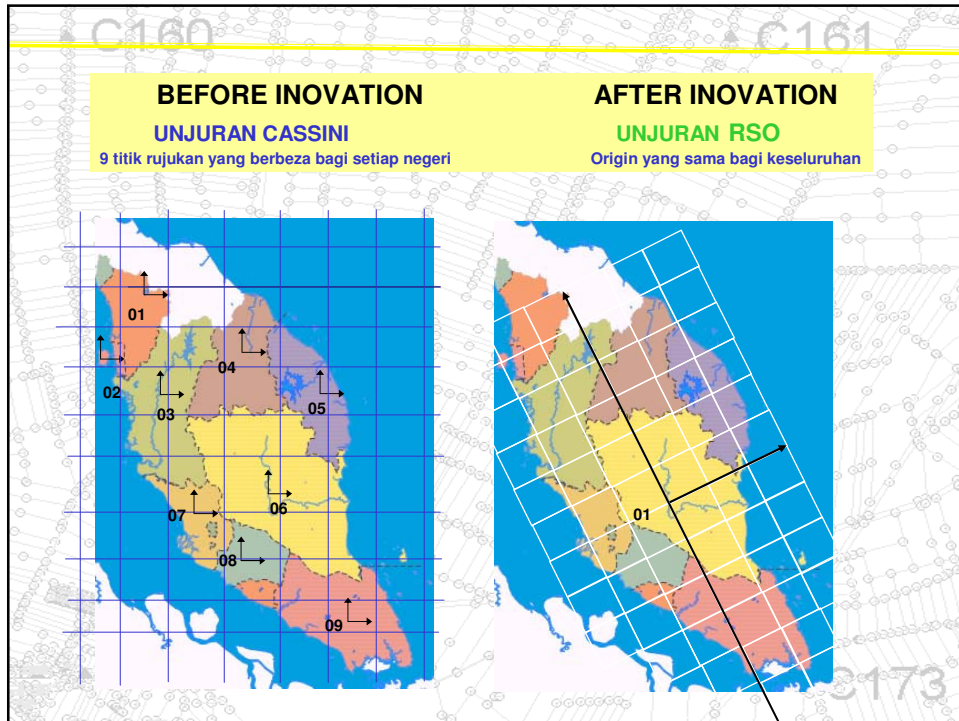 C160
C161
BEFORE INOVATION
UNJURAN CASSINI
9 titik rujukan yang berbeza bagi setiap negeri
AFTER INOVATION
UNJURAN RSO
Origin yang sama bagi keseluruhan
01
02
03
04
05
06
07
08
09
01
C173